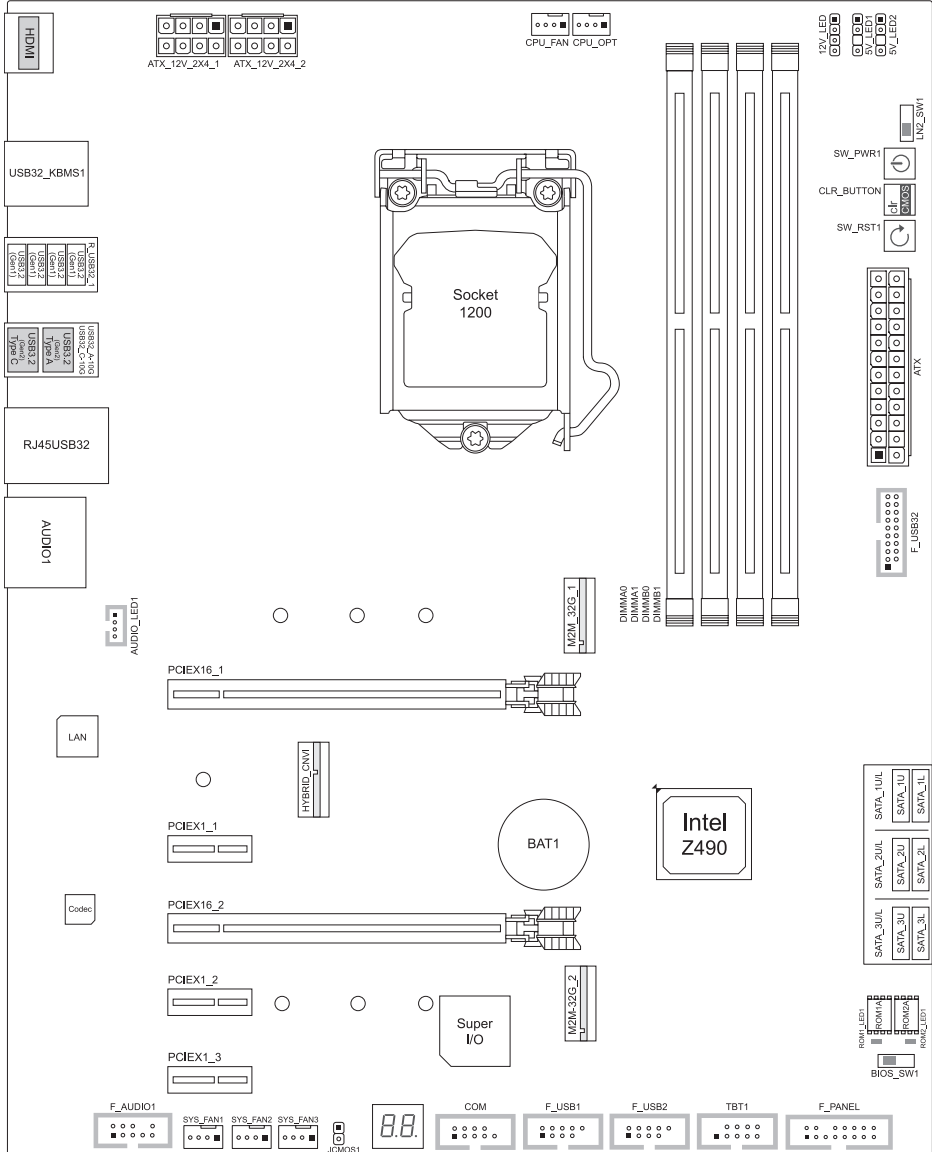 HDMI
ATX_12V_2X4_1
ATX_12V_2X4_2
CPU_FAN
CPU_OPT
12V_LED
5V_LED1
5V_LED2
LN2_SW1
USB32_KBMS1
SW_PWR1
CLR_BUTTON
clr
CMOS
SW_RST1
R_USB32_1
USB3.2
(Gen1)
USB3.2
(Gen1)
USB3.2
(Gen1)
USB3.2
(Gen1)
Socket
1200
USB32_A-10G
USB32_C-10G
USB3.2
(Gen2)
Type A
USB3.2
(Gen2)
Type C
ATX
RJ45USB32
AUDIO1
F_USB32
AUDIO_LED1
M2M_32G_1
DIMMA0
DIMMA1
DIMMB0
DIMMB1
PCIEX16_1
LAN
HYBRID_CNVI
PCIEX1_1
BAT1
Intel
Z490
SATA_1U/L
SATA_1U
SATA_1L
SATA_2U/L
SATA_2U
SATA_2L
SATA_3U/L
SATA_3U
SATA_3L
Codec
PCIEX16_2
PCIEX1_2
Super
I/O
M2M-32G_2
ROM1_LED1
ROM1A
ROM2A
ROM2_LED1
BIOS_SW1
PCIEX1_3
F_AUDIO1
SYS_FAN1
SYS_FAN2
SYS_FAN3
JCMOS1
8.8.
COM
F_USB1
F_USB2
TBT1
F_PANEL